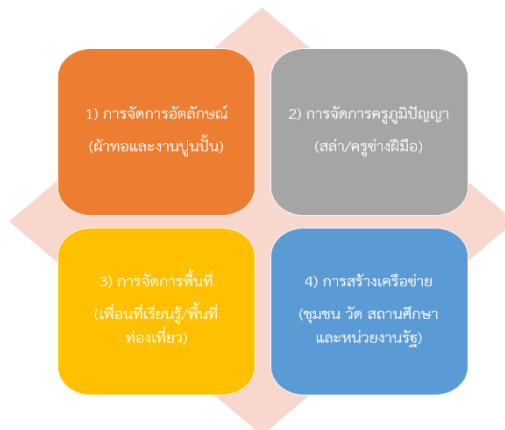 1) การจัดการอัตลักษณ์
(ผ้าทอและงานปูนปั้น)
2) การจัดการครูภูมิปัญญา
(สล่า/ครูช่างฝีมือ)
3) การจัดการพื้นที่
(เพื่อนที่เรียนรู้/พื้นที่
ท่องเที่ยว)
4) การสร้างเครือข่าย
(ชุมชน วัด สถานศึกษา
และหน่วยงานรัฐ)